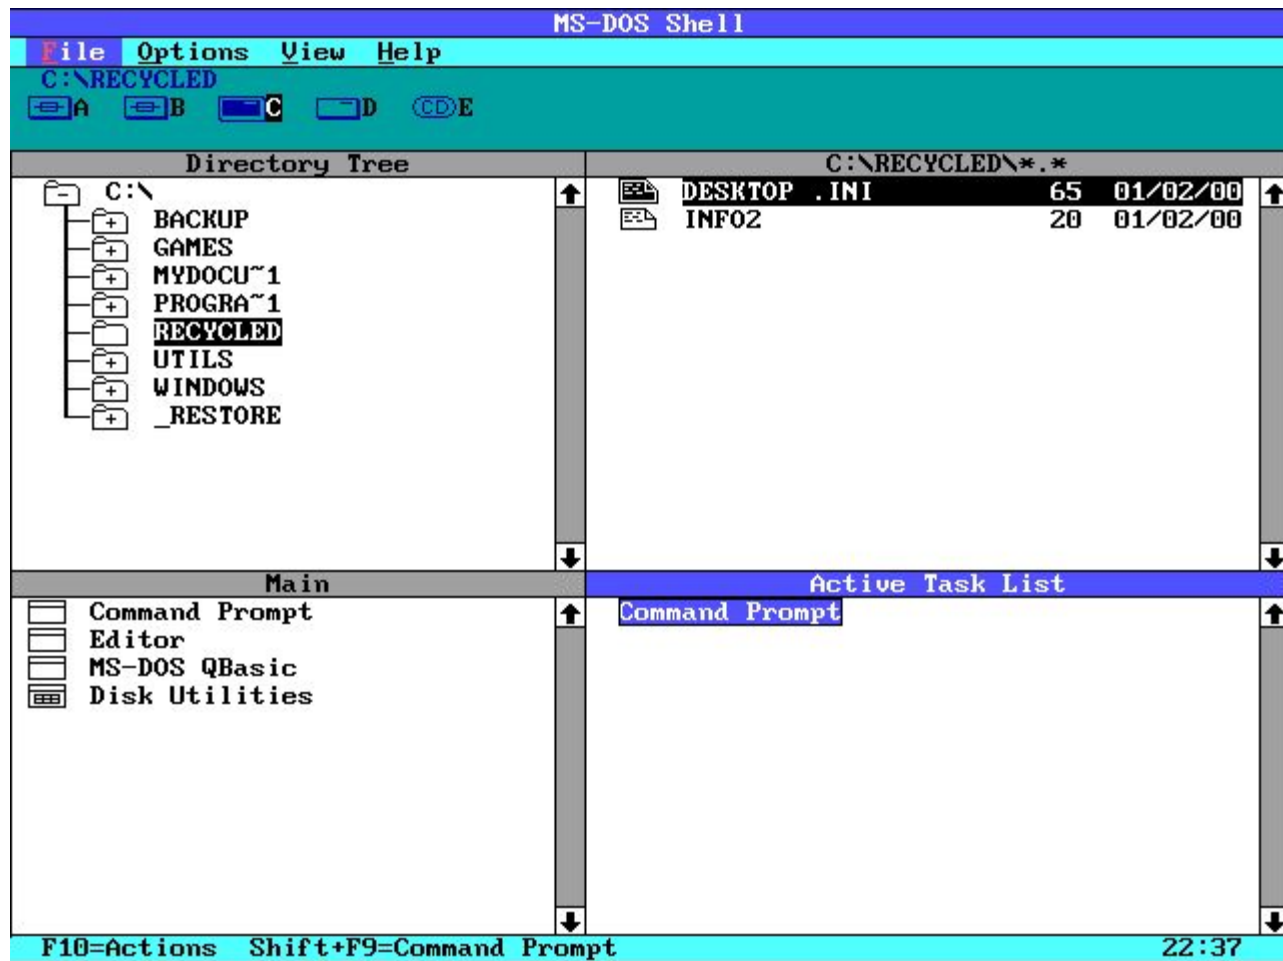 MS-DOS Shell
File Options View Help
C:\RECYCLED
A B C D CD E
Directory Tree
C:\
BACKUP
GAMES
MYDOCU~1
PROGRA~1
RECYCLED
UTILS
WINDOWS
_RESTORE
C:\RECYCLED\*.*
DESKTOP .INI 65 01/02/00
INFO2 20 01/02/00
Main
Command Prompt
Editor
MS-DOS QBasic
Disk Utilities
Active Task List
Command Prompt
F10=Actions Shift+F9=Command Prompt 22:37